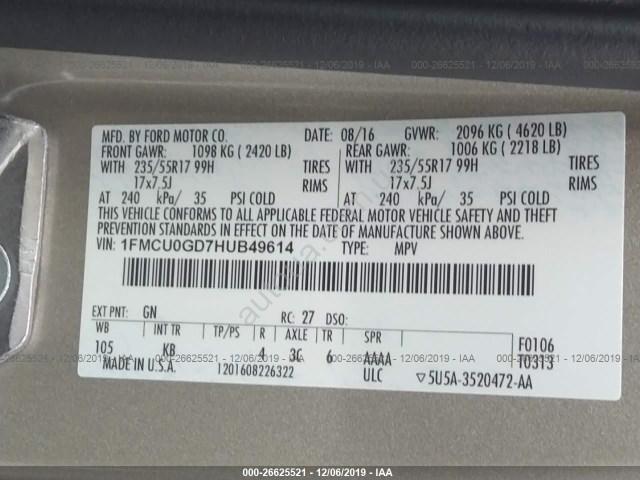 000-26625521 • 12/06/2019 • IAA
MFD. BY FORD MOTOR CO. DATE: 08/16 GVWR: 2096 KG ( 4620 LB)
FRONT GAWR: 1098 KG ( 2420 LB) REAR GAWR: 1006 KG ( 2218 LB)
WITH 235/55R17 99H TIRES WITH 235/55R17 99H TIRES
17x7.5J RIMS 17x7.5J RIMS
AT 240 kPa/ 35 PSI COLD AT 240 kPa/ 35 PSI COLD
THIS VEHICLE CONFORMS TO ALL APPLICABLE FEDERAL MOTOR VEHICLE SAFETY AND THEFT
PREVENTION STANDARDS IN EFFECT ON THE DATE OF MANUFACTURE SHOWN ABOVE.
VIN: 1FMCU0GD7HUB49614 TYPE: MPV
EXT PNT: GN RC: 27 DSO:
WB INT TR TP/PS R AXLE TR SPR F0106
105 KB 4 3C 6 AAAA T0313
MADE IN U.S.A. 1201608226322 ULC ▽5U5A-3520472-AA
000-26625521 • 12/06/2019 • IAA